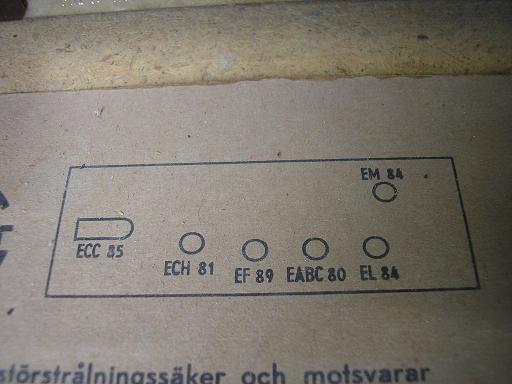 EM 84
ECC 85
ECH 81
EF 89
EABC 80
EL 84
störstrålningssäker och motsvarar